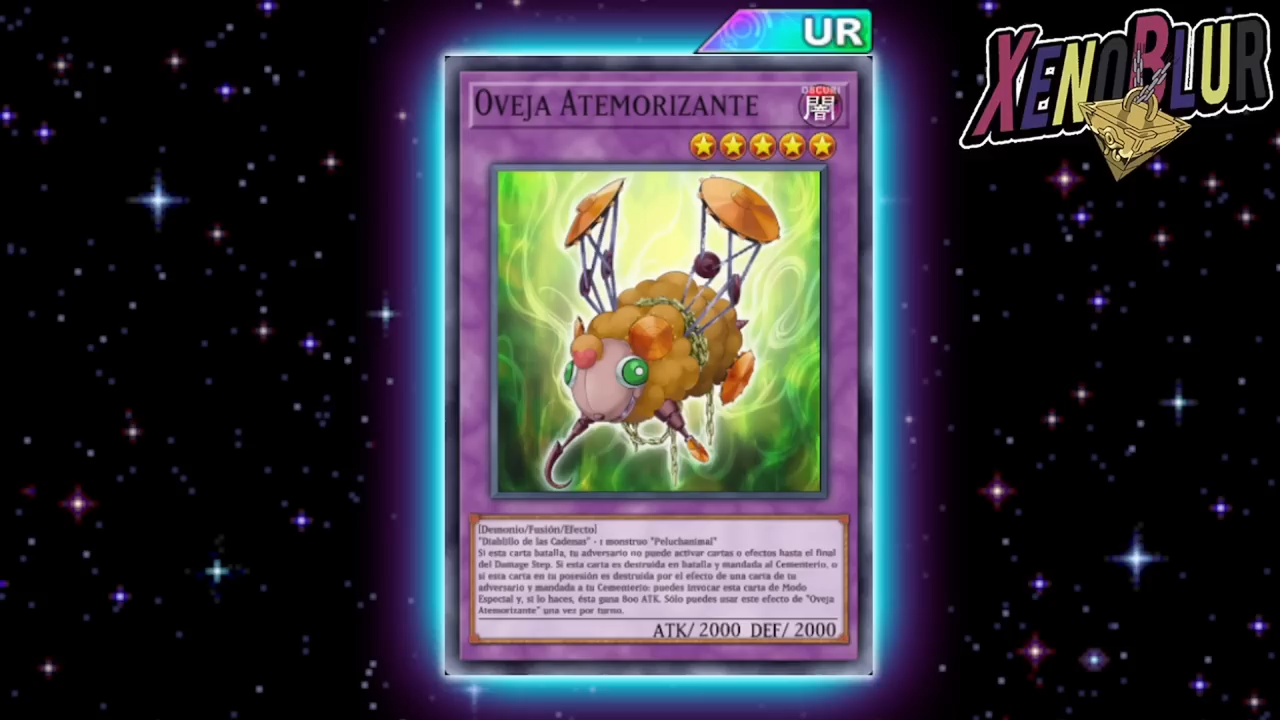 UR
XENOBLUR
OVEJA ATEMORIZANTE
OSCURI
闇
[Demonio/Fusión/Efecto]
"Diablillo de las Cadenas" - 1 monstruo "Peluchanimal"
Si esta carta batalla, tu adversario no puede activar cartas o efectos hasta el final
del Damage Step. Si esta carta es destruida en batalla y mandada al Cementerio, o
si esta carta en tu posesión es destruida por el efecto de una carta de tu
adversario y mandada a tu Cementerio: puedes invocar esta carta de Modo
Especial y, si lo haces, ésta gana 800 ATK. Sólo puedes usar este efecto de "Oveja
Atemorizante" una vez por turno.
ATK/ 2000 DEF/ 2000